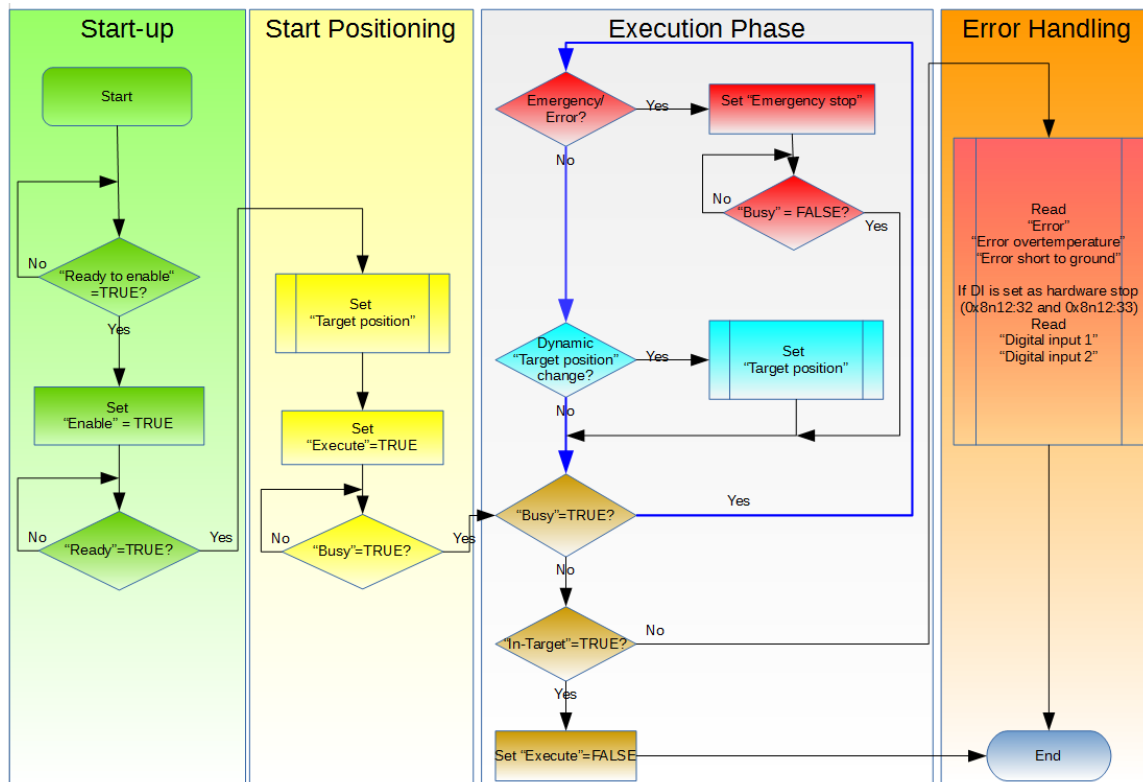 Start-up
Start
No
“Ready to enable“
=TRUE?
Yes
Set
“Enable” = TRUE
No
“Ready”=TRUE?
Yes
Start Positioning
Set
“Target position”
Set
“Execute”=TRUE
No
“Busy”=TRUE?
Yes
Execution Phase
Emergency/
Error?
Yes
Set “Emergency stop”
No
No
“Busy” = FALSE?
Yes
Dynamic
“Target position”
change?
Yes
Set
“Target position”
No
“Busy”=TRUE?
Yes
No
“In-Target”=TRUE?
No
Yes
Set “Execute”=FALSE
Error Handling
Read
“Error”
“Error overtemperature”
“Error short to ground”
If DI is set as hardware stop
(0x8n12:32 and 0x8n12:33)
Read
“Digital input 1”
“Digital input 2”
End